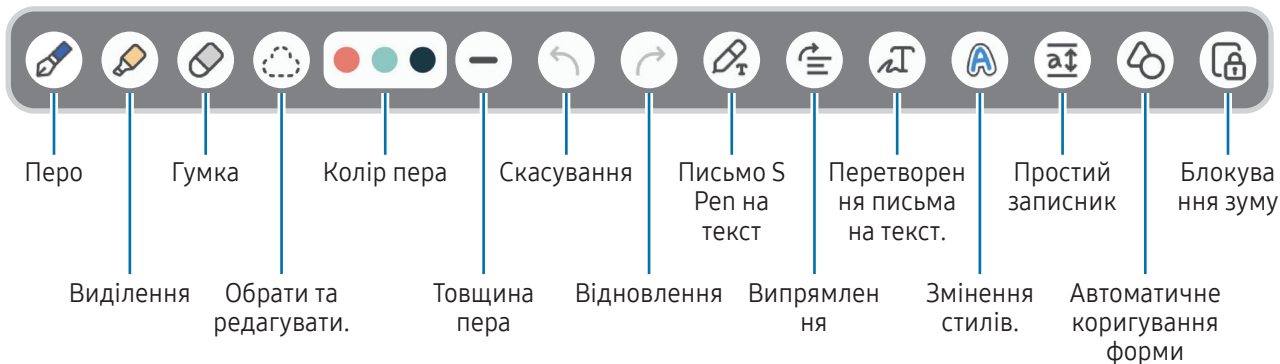 Перо
Гумка
Колір пера
Скасування
Письмо S
Pen на
текст
Перетворен
ня письма
на текст.
Простий
записник
Блокува
ння зуму
Виділення
Обрати та
редагувати.
Товщина
пера
Відновлення
Випрямлен
ня
Змінення
стилів.
Автоматичне
коригування
форми